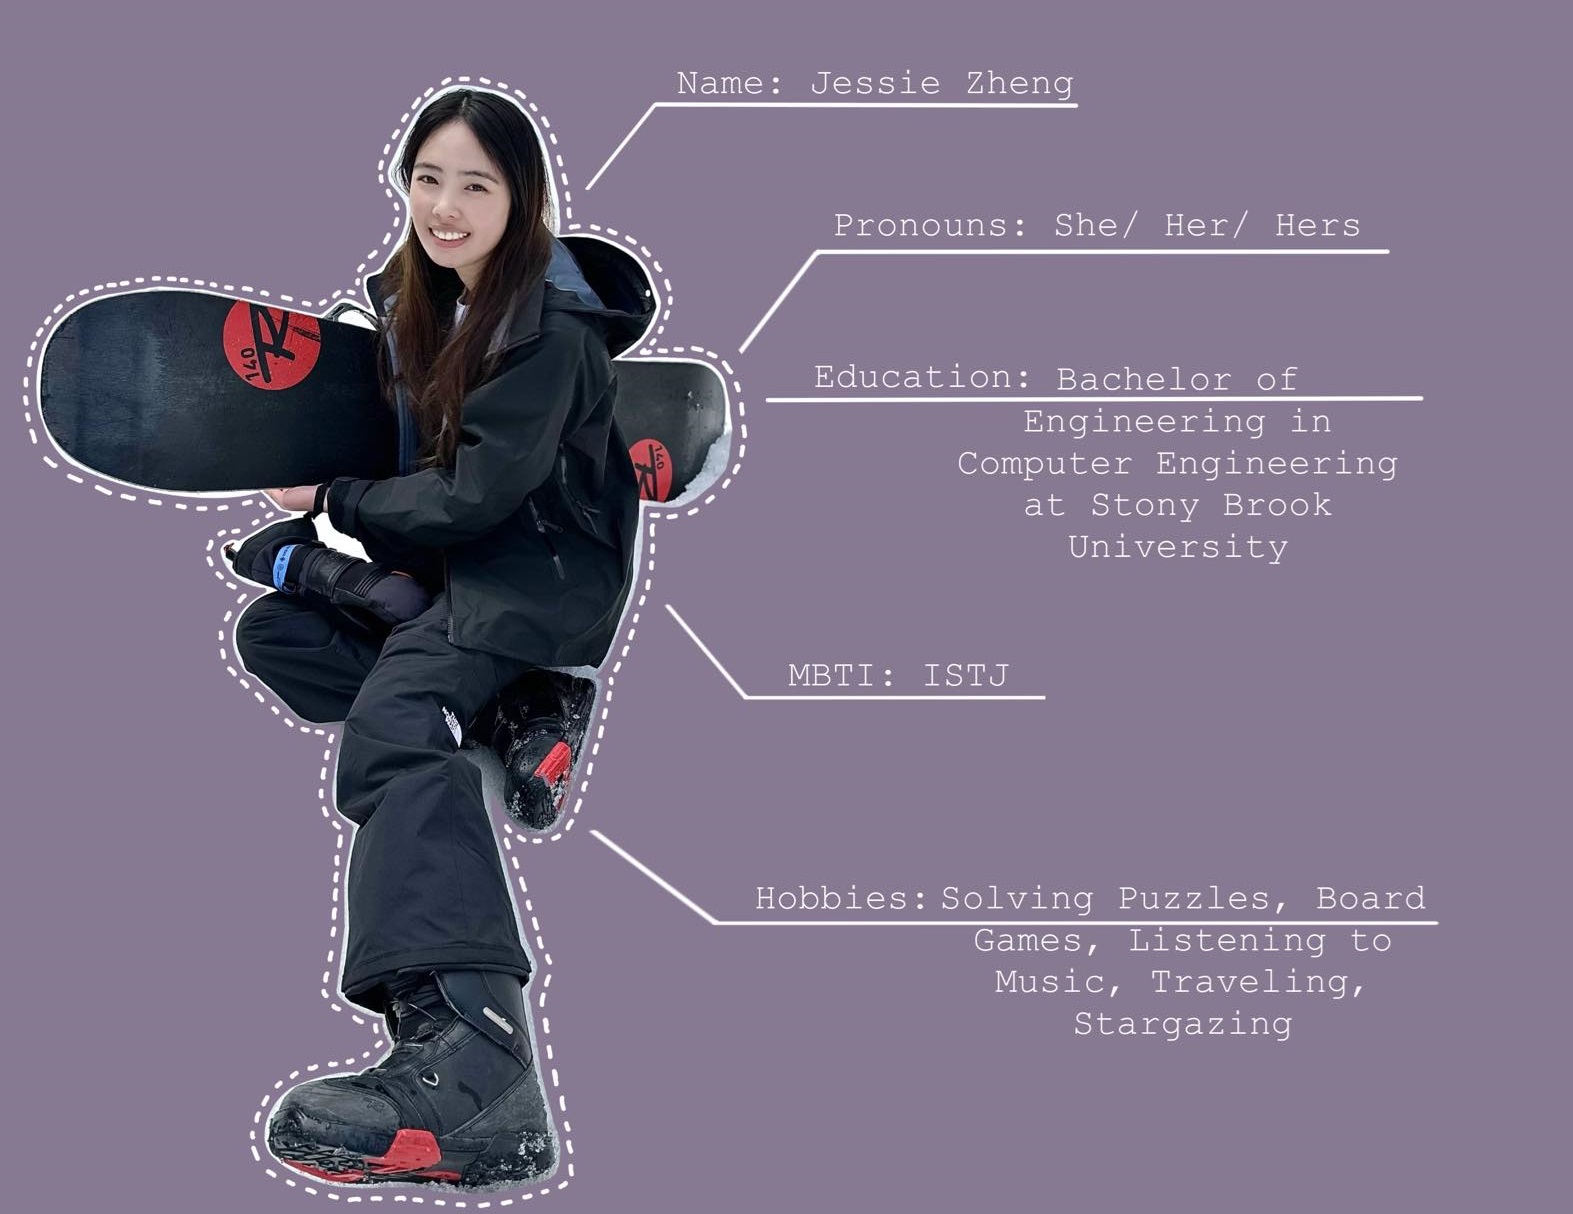 Name: Jessie Zheng
Pronouns: She/ Her/ Hers
Education: Bachelor of
Engineering in
Computer Engineering
at Stony Brook
University
MBTI: ISTJ
Hobbies: Solving Puzzles, Board
Games, Listening to
Music, Traveling,
Stargazing
140
R
140
R